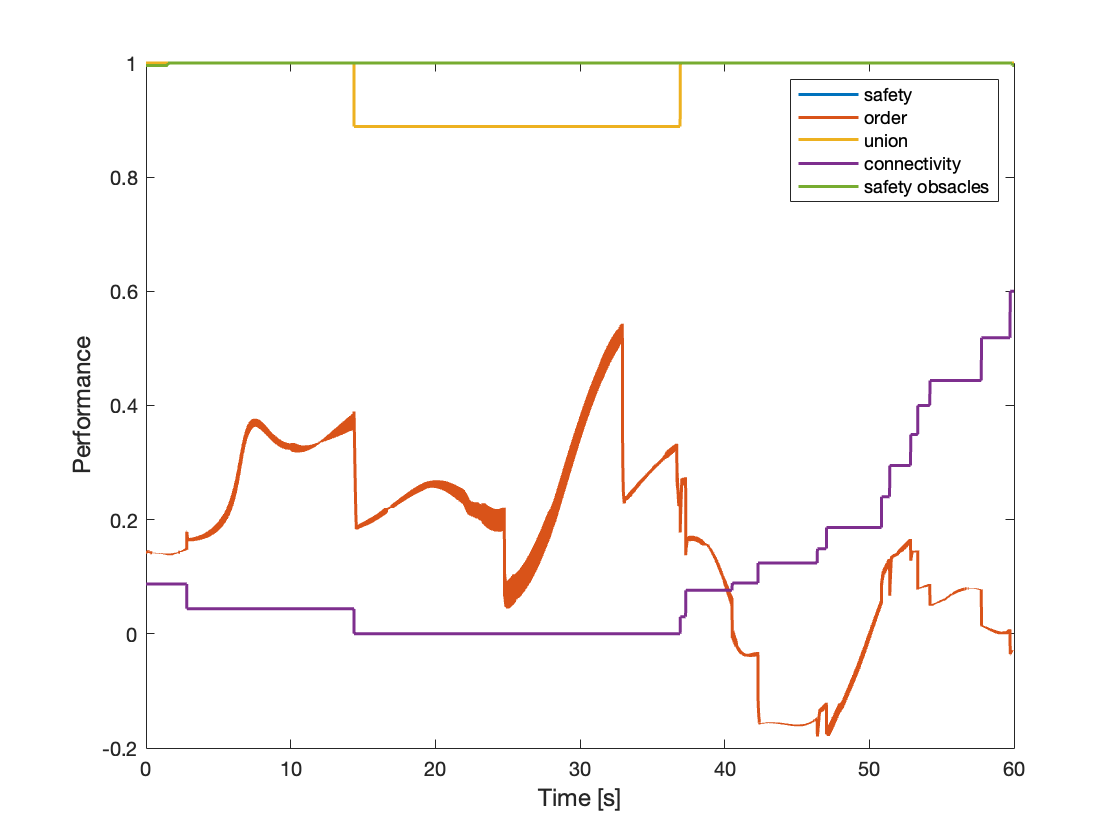 1
0.8
0.6
0.4
0.2
0
-0.2
Performance
safety
order
union
connectivity
safety obsacles
0 10 20 30 40 50 60
Time [s]